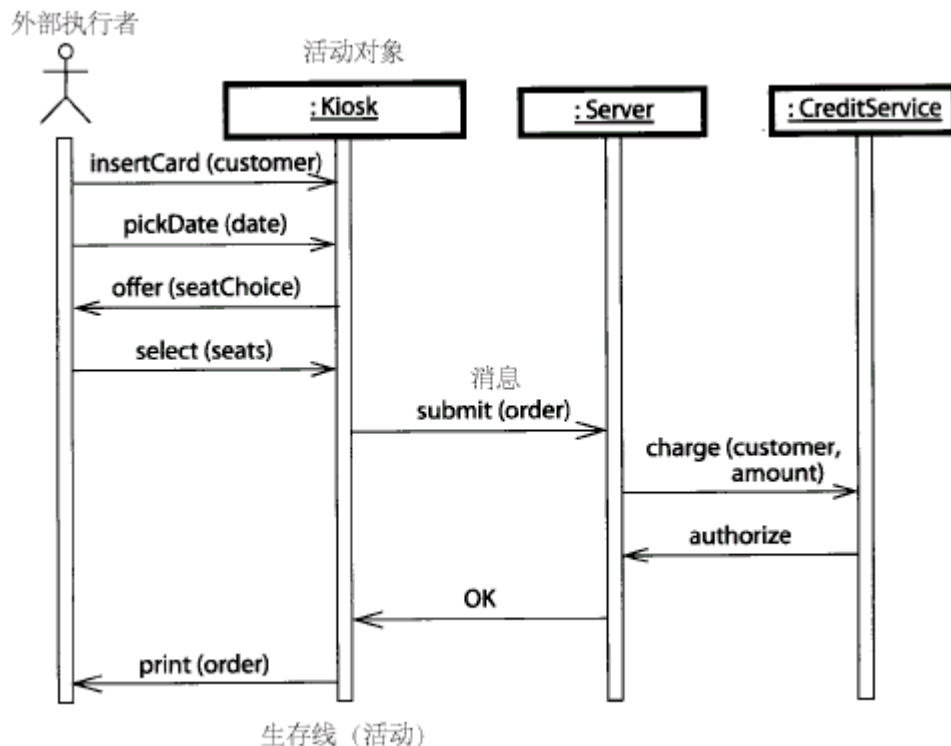 外部执行者
活动对象
: Kiosk
: Server
: CreditService
insertCard (customer)
pickDate (date)
offer (seatChoice)
select (seats)
消息
submit (order)
charge (customer,
amount)
authorize
OK
print (order)
生存线（活动）